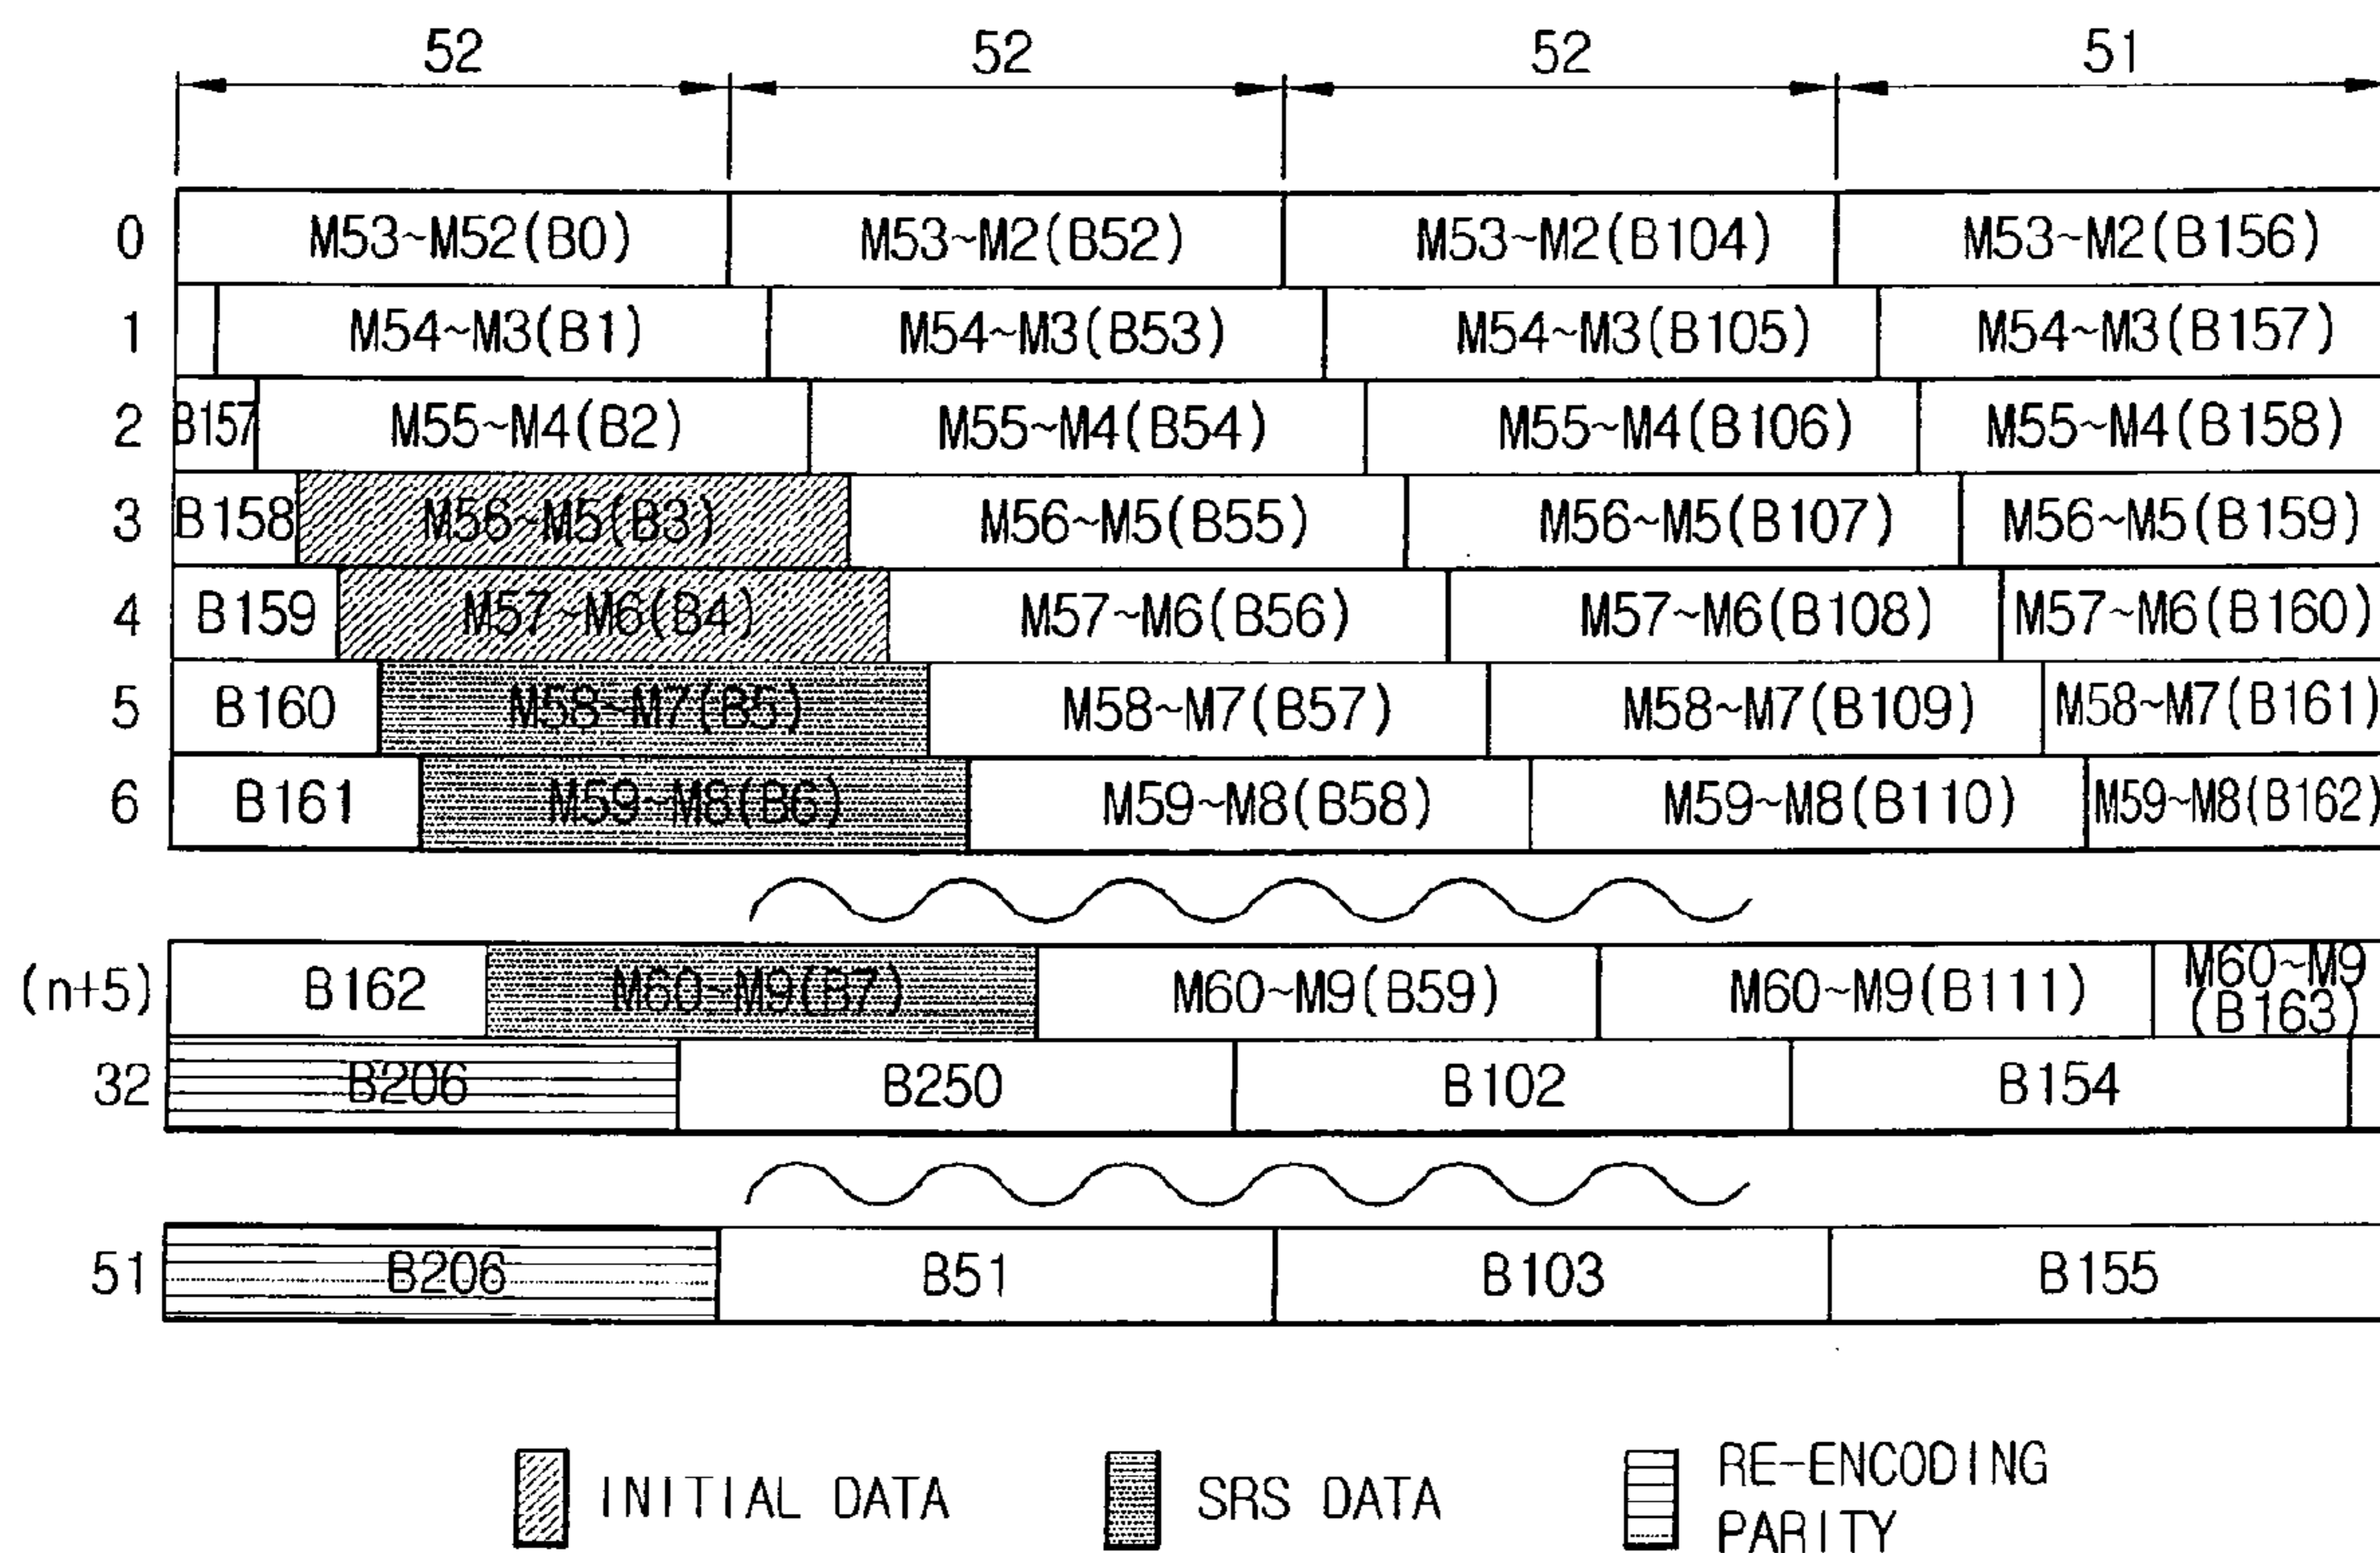 52 52 52 51
0 M53~M52(B0) M53~M2(B52) M53~M2(B104) M53~M2(B156)
1 M54~M3(B1) M54~M3(B53) M54~M3(B105) M54~M3(B157)
2 B157 M55~M4(B2) M55~M4(B54) M55~M4(B106) M55~M4(B158)
3 B158 M56~M5(B3) M56~M5(B55) M56~M5(B107) M56~M5(B159)
4 B159 M57~M6(B4) M57~M6(B56) M57~M6(B108) M57~M6(B160)
5 B160 M58~M7(B5) M58~M7(B57) M58~M7(B109) M58~M7(B161)
6 B161 M59~M8(B6) M59~M8(B58) M59~M8(B110) M59~M8(B162)
(n+5) B162 M60~M9(B7) M60~M9(B59) M60~M9(B111) M60~M9
(B163)
32 B206 B250 B102 B154
51 B206 B51 B103 B155
INITIAL DATA SRS DATA RE-ENCODING
PARITY